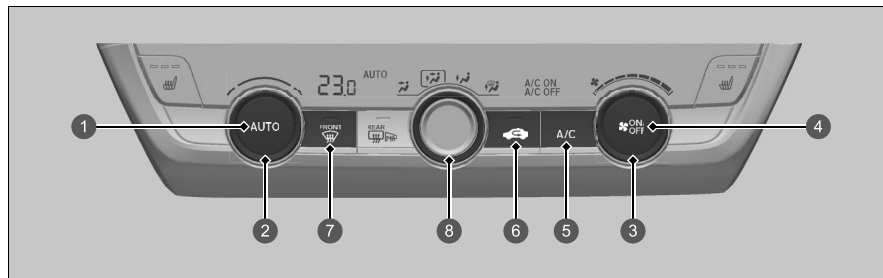 23.0 AUTO
A/C ON
A/C OFF
1 AUTO
FRONT
REAR
A/C
ON/
OFF 4
2 7 8 6 5 3